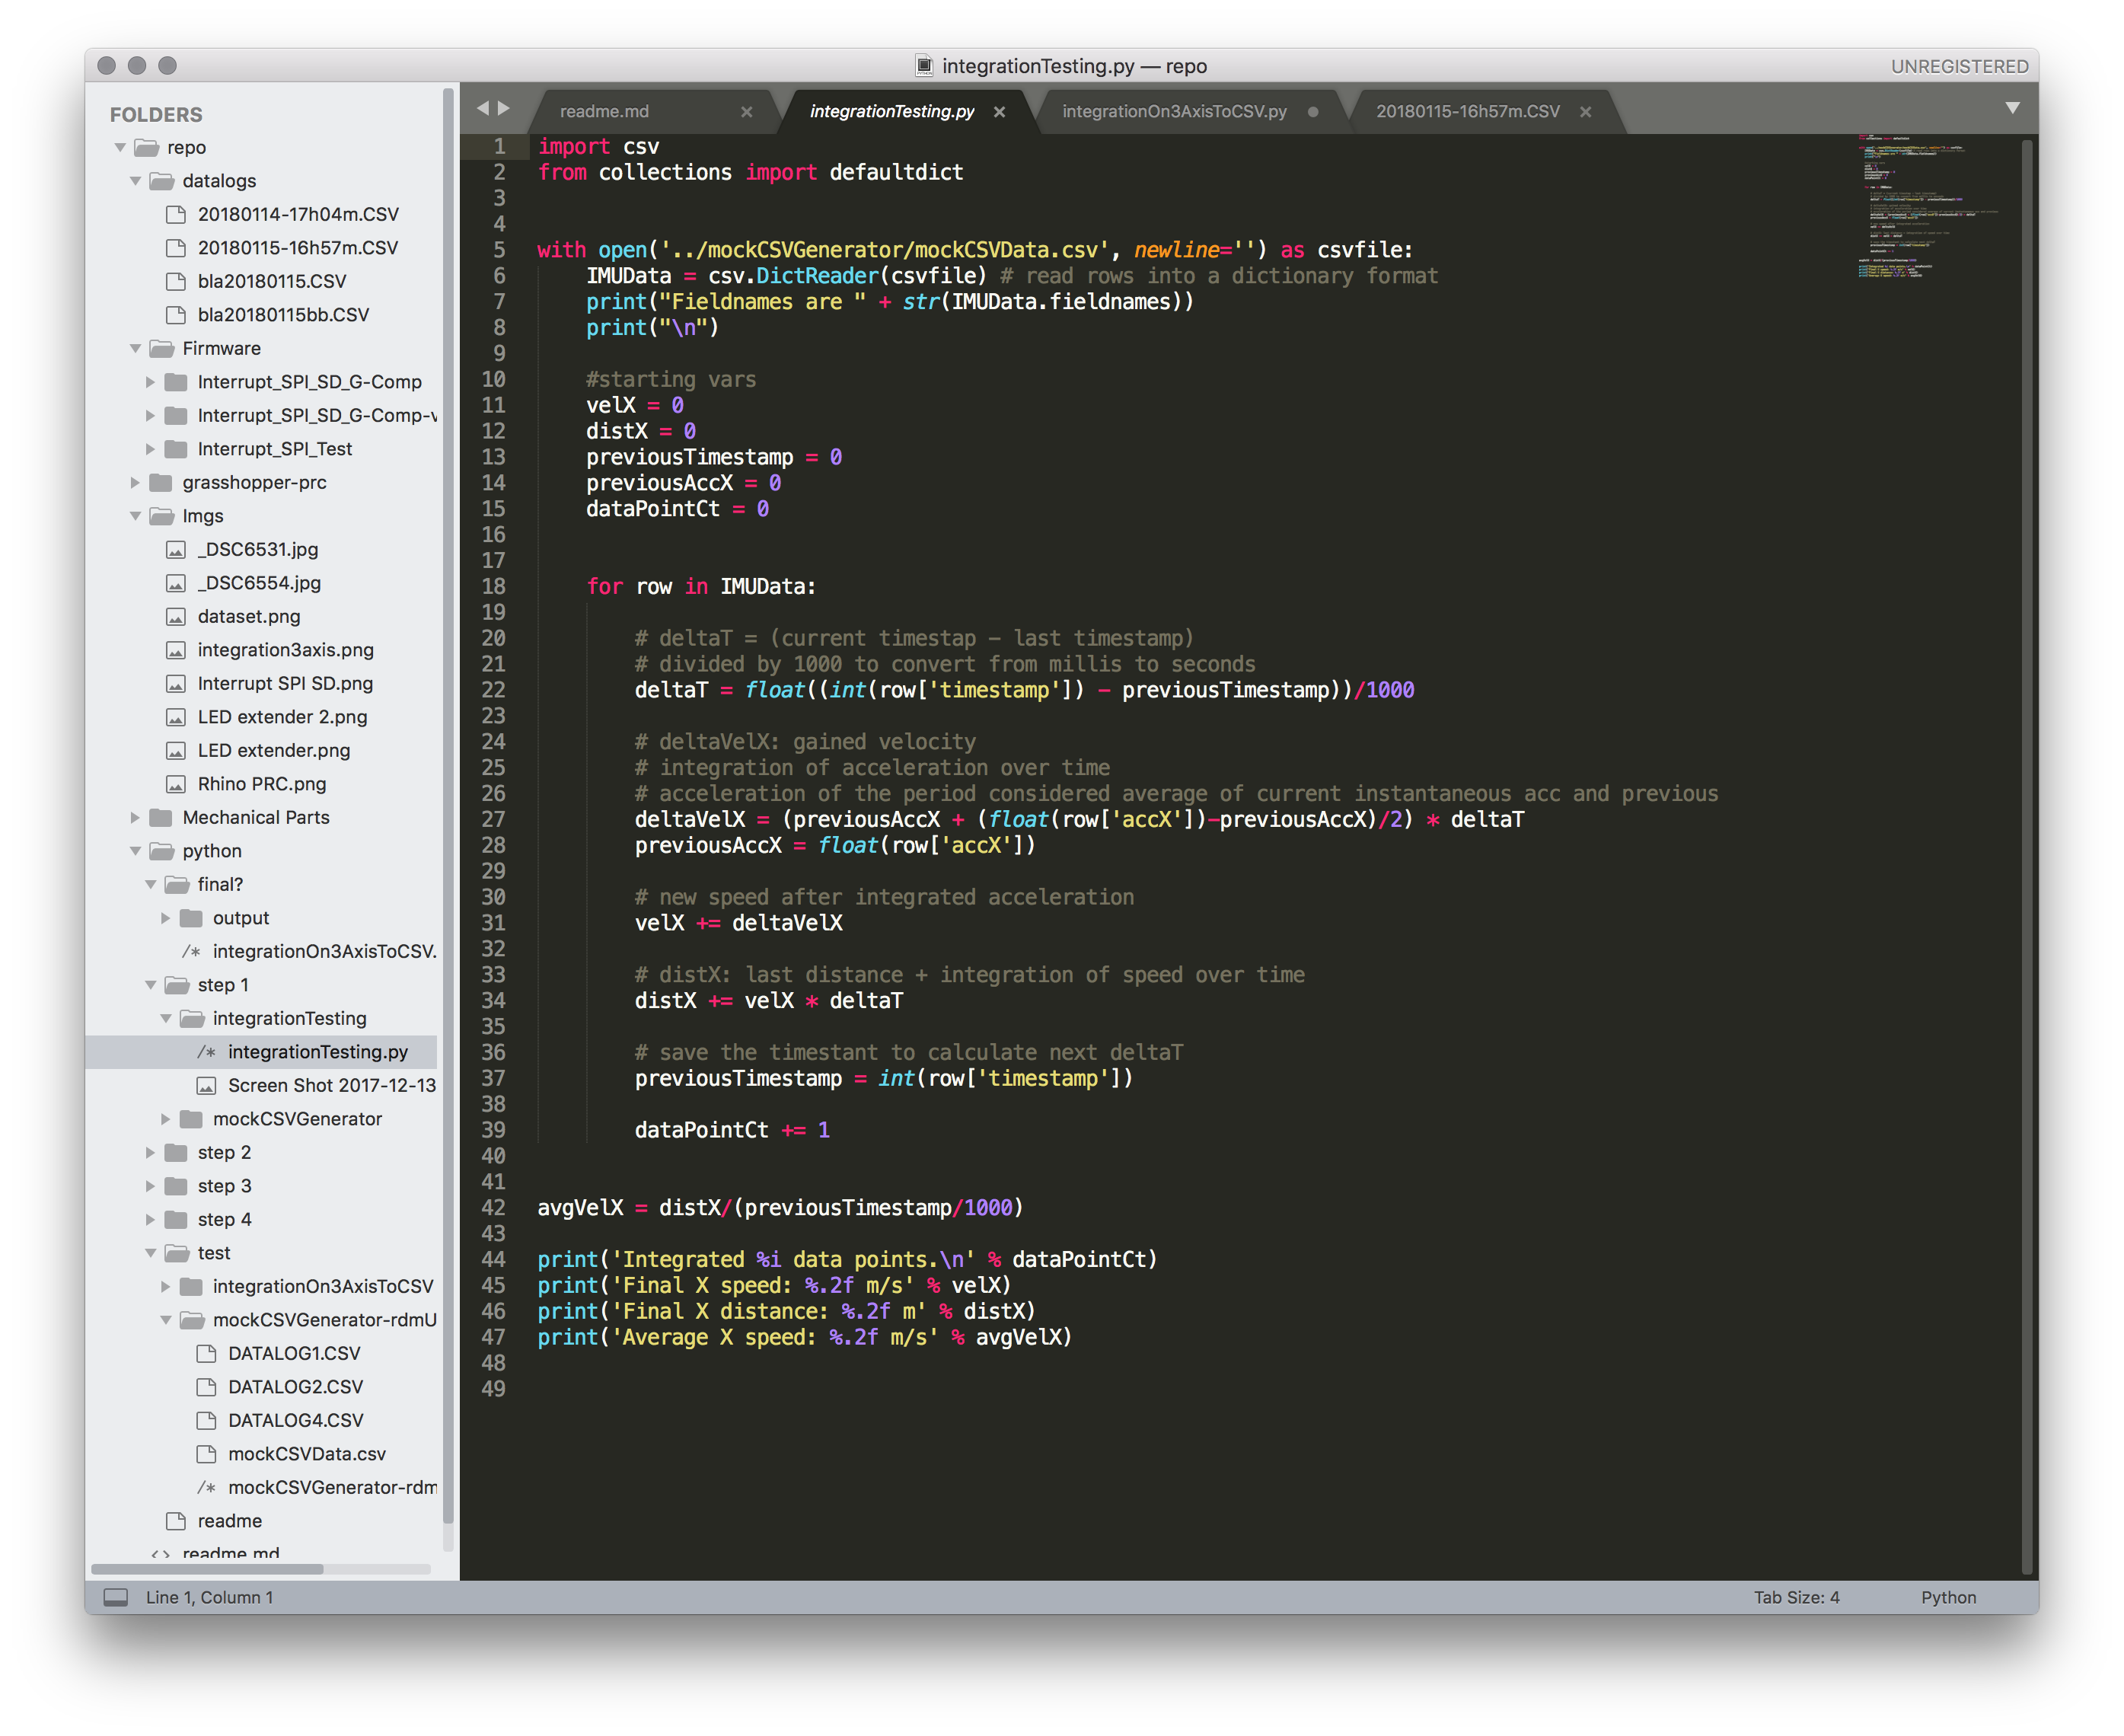 integrationTesting.py — repo
UNREGISTERED
FOLDERS
repo
datalogs
20180114-17h04m.CSV
20180115-16h57m.CSV
bla20180115.CSV
bla20180115bb.CSV
Firmware
Interrupt_SPI_SD_G-Comp
Interrupt_SPI_SD_G-Comp-v
Interrupt_SPI_Test
grasshopper-prc
Imgs
_DSC6531.jpg
_DSC6554.jpg
dataset.png
integration3axis.png
Interrupt SPI SD.png
LED extender 2.png
LED extender.png
Rhino PRC.png
Mechanical Parts
python
final?
output
/* integrationOn3AxisToCSV.
step 1
integrationTesting
/* integrationTesting.py
Screen Shot 2017-12-13
mockCSVGenerator
step 2
step 3
step 4
test
integrationOn3AxisToCSV
mockCSVGenerator-rdmU
DATALOG1.CSV
DATALOG2.CSV
DATALOG4.CSV
mockCSVData.csv
/* mockCSVGenerator-rdm
readme
<> readme.md
readme.md
integrationTesting.py
integrationOn3AxisToCSV.py
20180115-16h57m.CSV
1 import csv
2 from collections import defaultdict
3
4
5 with open('../mockCSVGenerator/mockCSVData.csv', newline='') as csvfile:
6 IMUData = csv.DictReader(csvfile) # read rows into a dictionary format
7 print("Fieldnames are " + str(IMUData.fieldnames))
8 print("\n")
9
10 #starting vars
11 velX = 0
12 distX = 0
13 previousTimestamp = 0
14 previousAccX = 0
15 dataPointCt = 0
16
17
18 for row in IMUData:
19
20 # deltaT = (current timestap - last timestamp)
21 # divided by 1000 to convert from millis to seconds
22 deltaT = float((int(row['timestamp']) - previousTimestamp))/1000
23
24 # deltaVelX: gained velocity
25 # integration of acceleration over time
26 # acceleration of the period considered average of current instantaneous acc and previous
27 deltaVelX = (previousAccX + (float(row['accX'])-previousAccX)/2) * deltaT
28 previousAccX = float(row['accX'])
29
30 # new speed after integrated acceleration
31 velX += deltaVelX
32
33 # distX: last distance + integration of speed over time
34 distX += velX * deltaT
35
36 # save the timestant to calculate next deltaT
37 previousTimestamp = int(row['timestamp'])
38
39 dataPointCt += 1
40
41
42 avgVelX = distX/(previousTimestamp/1000)
43
44 print('Integrated %i data points.\n' % dataPointCt)
45 print('Final X speed: %.2f m/s' % velX)
46 print('Final X distance: %.2f m' % distX)
47 print('Average X speed: %.2f m/s' % avgVelX)
48
49
Line 1, Column 1
Tab Size: 4
Python